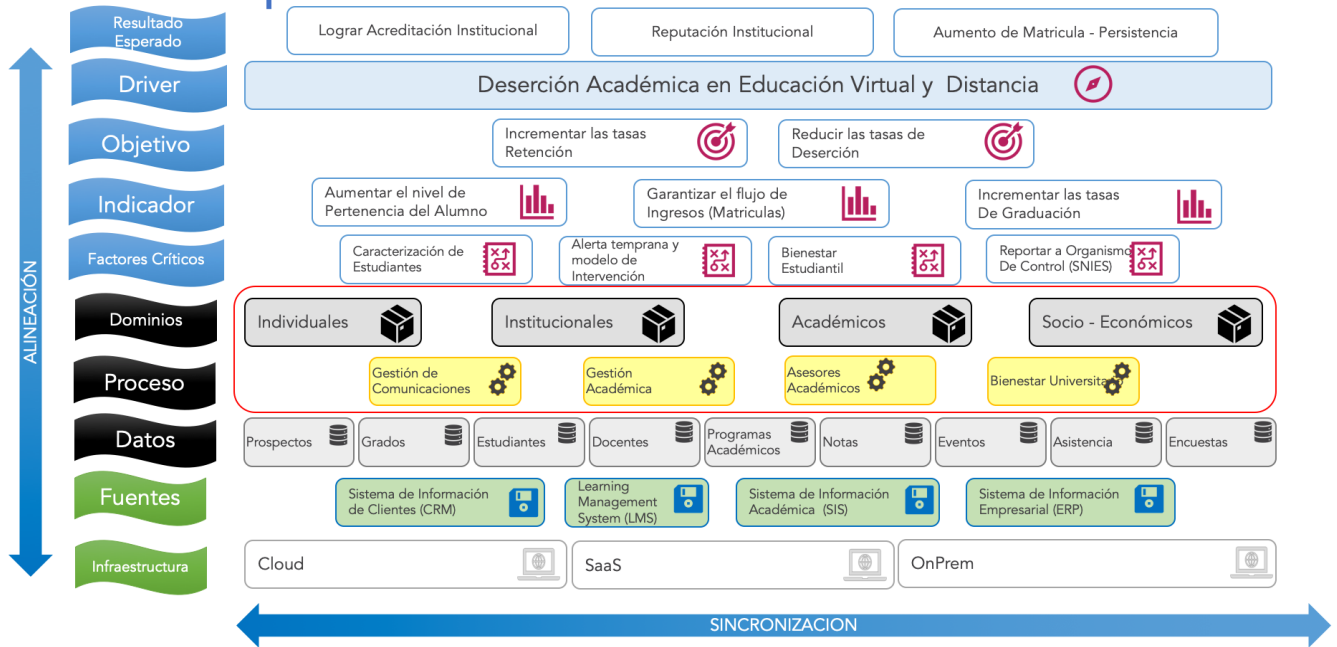 Resultado
Esperado
Lograr Acreditación Institucional
Reputación Institucional
Aumento de Matricula - Persistencia
Driver
Deserción Académica en Educación Virtual y Distancia
Objetivo
Incrementar las tasas
Retención
Reducir las tasas de
Deserción
Indicador
Aumentar el nivel de
Pertenencia del Alumno
Garantizar el flujo de
Ingresos (Matriculas)
Incrementar las tasas
De Graduación
Factores Críticos
Caracterización de
Estudiantes
Alerta temprana y
modelo de
Intervención
Bienestar
Estudiantil
Reportar a Organismo
De Control (SNIES)
ALINEACIÓN
Dominios
Individuales
Institucionales
Académicos
Socio - Económicos
Proceso
Gestión de
Comunicaciones
Gestión
Académica
Asesores
Académicos
Bienestar Universitario
Datos
Prospectos
Grados
Estudiantes
Docentes
Programas
Académicos
Notas
Eventos
Asistencia
Encuestas
Fuentes
Sistema de Información
de Clientes (CRM)
Learning
Management
System (LMS)
Sistema de Información
Académica (SIS)
Sistema de Información
Empresarial (ERP)
Infraestructura
Cloud
SaaS
OnPrem
SINCRONIZACION